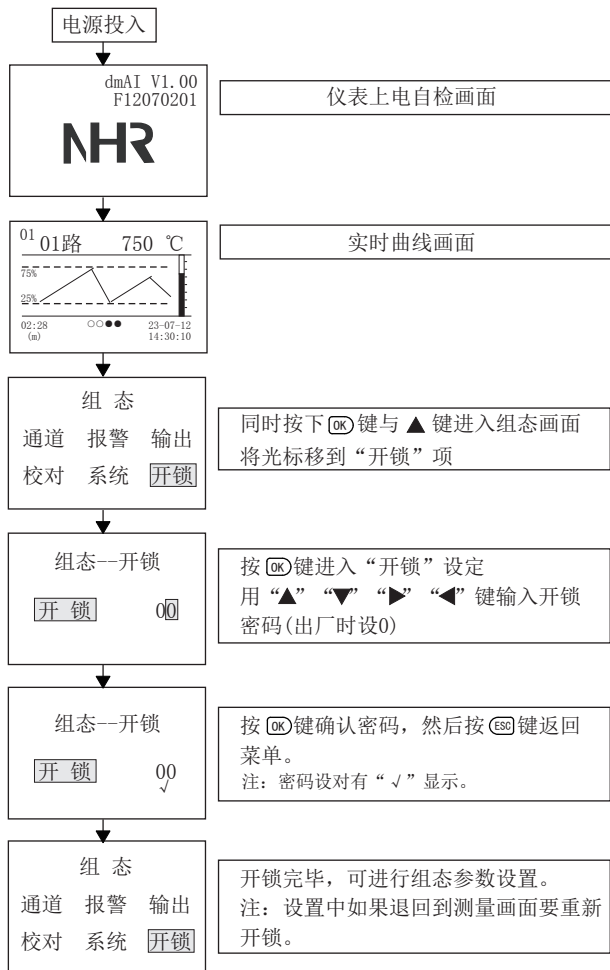 电源投入
dmAI V1.00
F12070201
NHR
仪表上电自检画面
01
01路 750 ℃
75%
25%
02:28
(m)
23-07-12
14:30:10
实时曲线画面
组 态
通道 报警 输出
校对 系统 开锁
同时按下OK键与▲键进入组态画面
将光标移到“开锁”项
组态--开锁
开 锁 00
按OK键进入“开锁”设定
用“▲”“▼”“▶”“◀”键输入开锁
密码(出厂时设0)
组态--开锁
开 锁 00
√
按OK键确认密码，然后按ESC键返回
菜单。
注：密码设对有“√”显示。
组 态
通道 报警 输出
校对 系统 开锁
开锁完毕，可进行组态参数设置。
注：设置中如果退回到测量画面要重新
开锁。